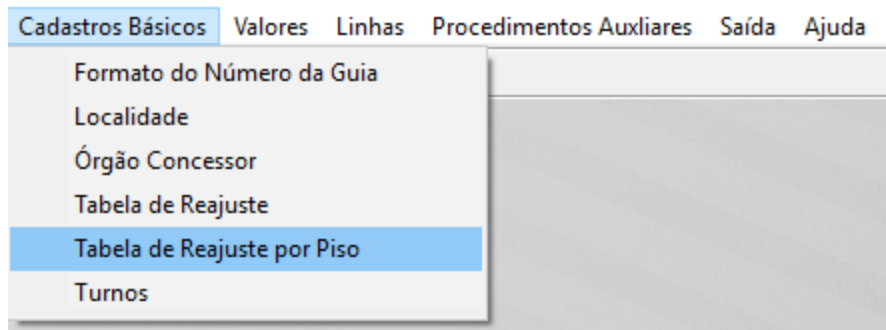 Cadastros Básicos Valores Linhas Procedimentos Auxliares Saída Ajuda
Formato do Número da Guia
Localidade
Órgão Concessor
Tabela de Reajuste
Tabela de Reajuste por Piso
Turnos